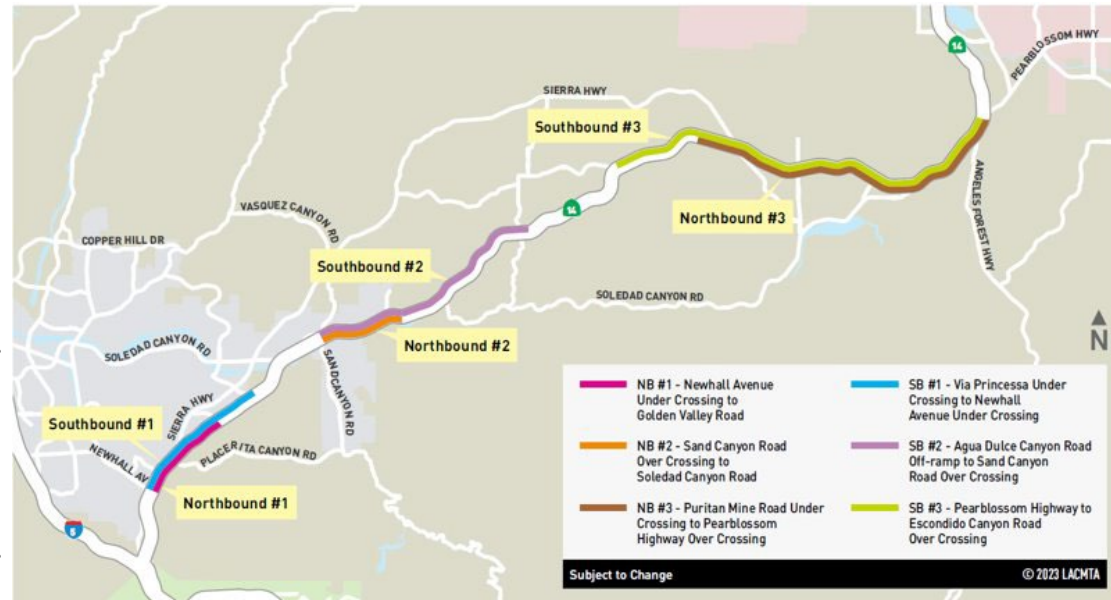 14
PEARBLOSSOM HWY
SIERRA HWY
Southbound #3
ANGELES FOREST HWY
Northbound #3
14
VASQUEZ CANYON RD
COPPER HILL DR
Southbound #2
SOLEDAD CANYON RD
N
Northbound #2
SOLEDAD CANYON RD
SANDCANYON RD
SIERRA HWY
Southbound #1
PLACERITA CANYON RD
NEWHALL AV
Northbound #1
5
NB #1 - Newhall Avenue
Under Crossing to
Golden Valley Road
NB #2 - Sand Canyon Road
Over Crossing to
Soledad Canyon Road
NB #3 - Puritan Mine Road Under
Crossing to Pearblossom
Highway Over Crossing
SB #1 - Via Princessa Under
Crossing to Newhall
Avenue Under Crossing
SB #2 - Agua Dulce Canyon Road
Off-ramp to Sand Canyon
Road Over Crossing
SB #3 - Pearblossom Highway to
Escondido Canyon Road
Over Crossing
Subject to Change
© 2023 LACMTA